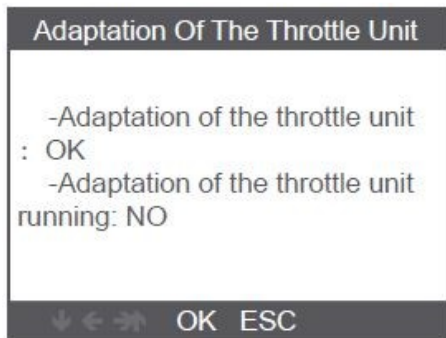 Adaptation Of The Throttle Unit
-Adaptation of the throttle unit
: OK
-Adaptation of the throttle unit
running: NO
OK ESC